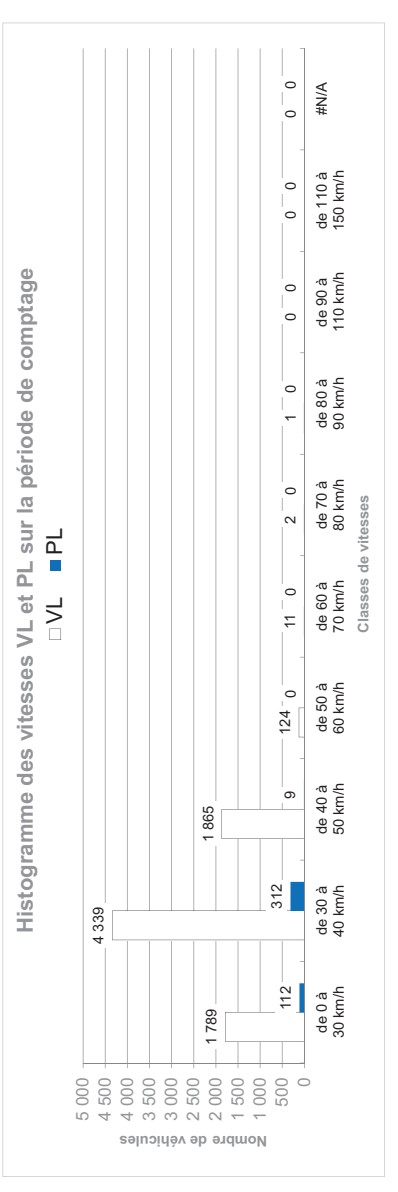 Histogramme des vitesses VL et PL sur la période de comptage
VL PL
Nombre de véhicules
5 000
4 500
4 000
3 500
3 000
2 500
2 000
1 500
1 000
500
0
1 789 112
4 339 312
1 865 9
124 0
11 0
2 0
1 0
0 0
0 0
0 0
de 0 à
30 km/h
de 30 à
40 km/h
de 40 à
50 km/h
de 50 à
60 km/h
de 60 à
70 km/h
de 70 à
80 km/h
de 80 à
90 km/h
de 90 à
110 km/h
de 110 à
150 km/h
#N/A
Classes de vitesses